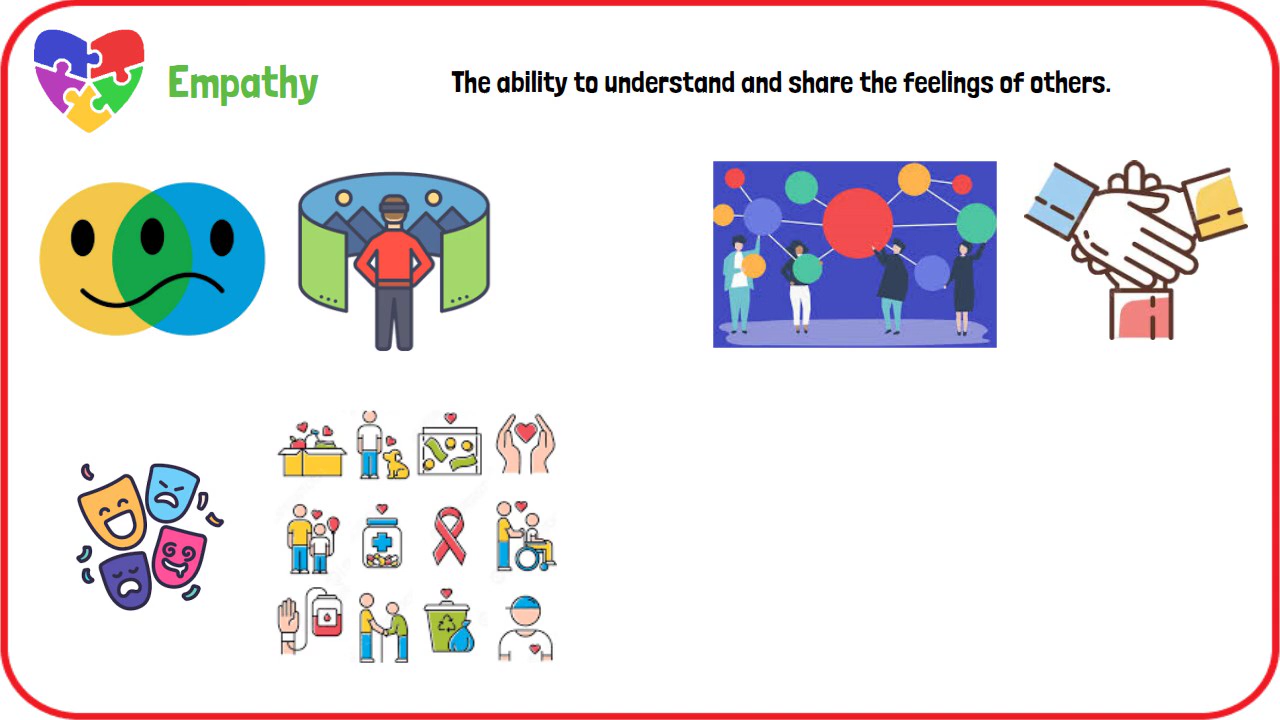 Empathy
The ability to understand and share the feelings of others.